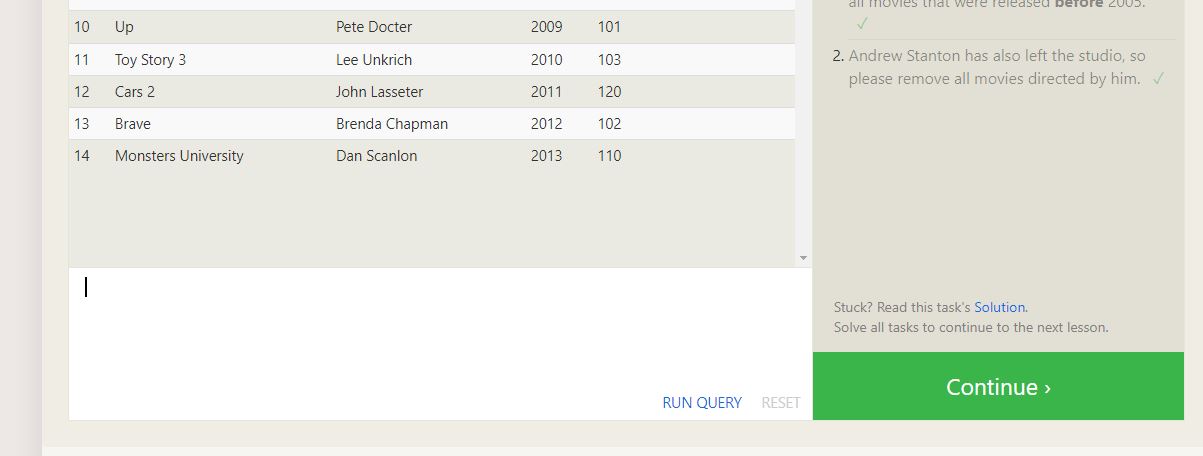 all movies that were released before 2005.
✓
10 Up Pete Docter 2009 101
11 Toy Story 3 Lee Unkrich 2010 103
12 Cars 2 John Lasseter 2011 120
13 Brave Brenda Chapman 2012 102
14 Monsters University Dan Scanlon 2013 110
2. Andrew Stanton has also left the studio, so
please remove all movies directed by him. ✓
Stuck? Read this task's Solution.
Solve all tasks to continue to the next lesson.
RUN QUERY RESET
Continue ›